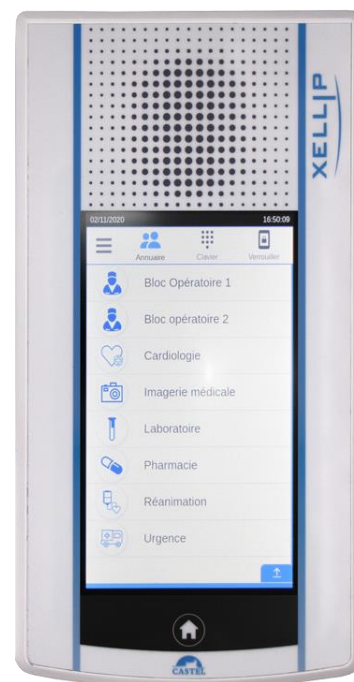 XELLIP
02/11/2020 16:50:09
Annuaire Clavier Verrouiller
Bloc Opératoire 1
Bloc opératoire 2
Cardiologie
Imagerie médicale
Laboratoire
Pharmacie
Réanimation
Urgence
CASTEL